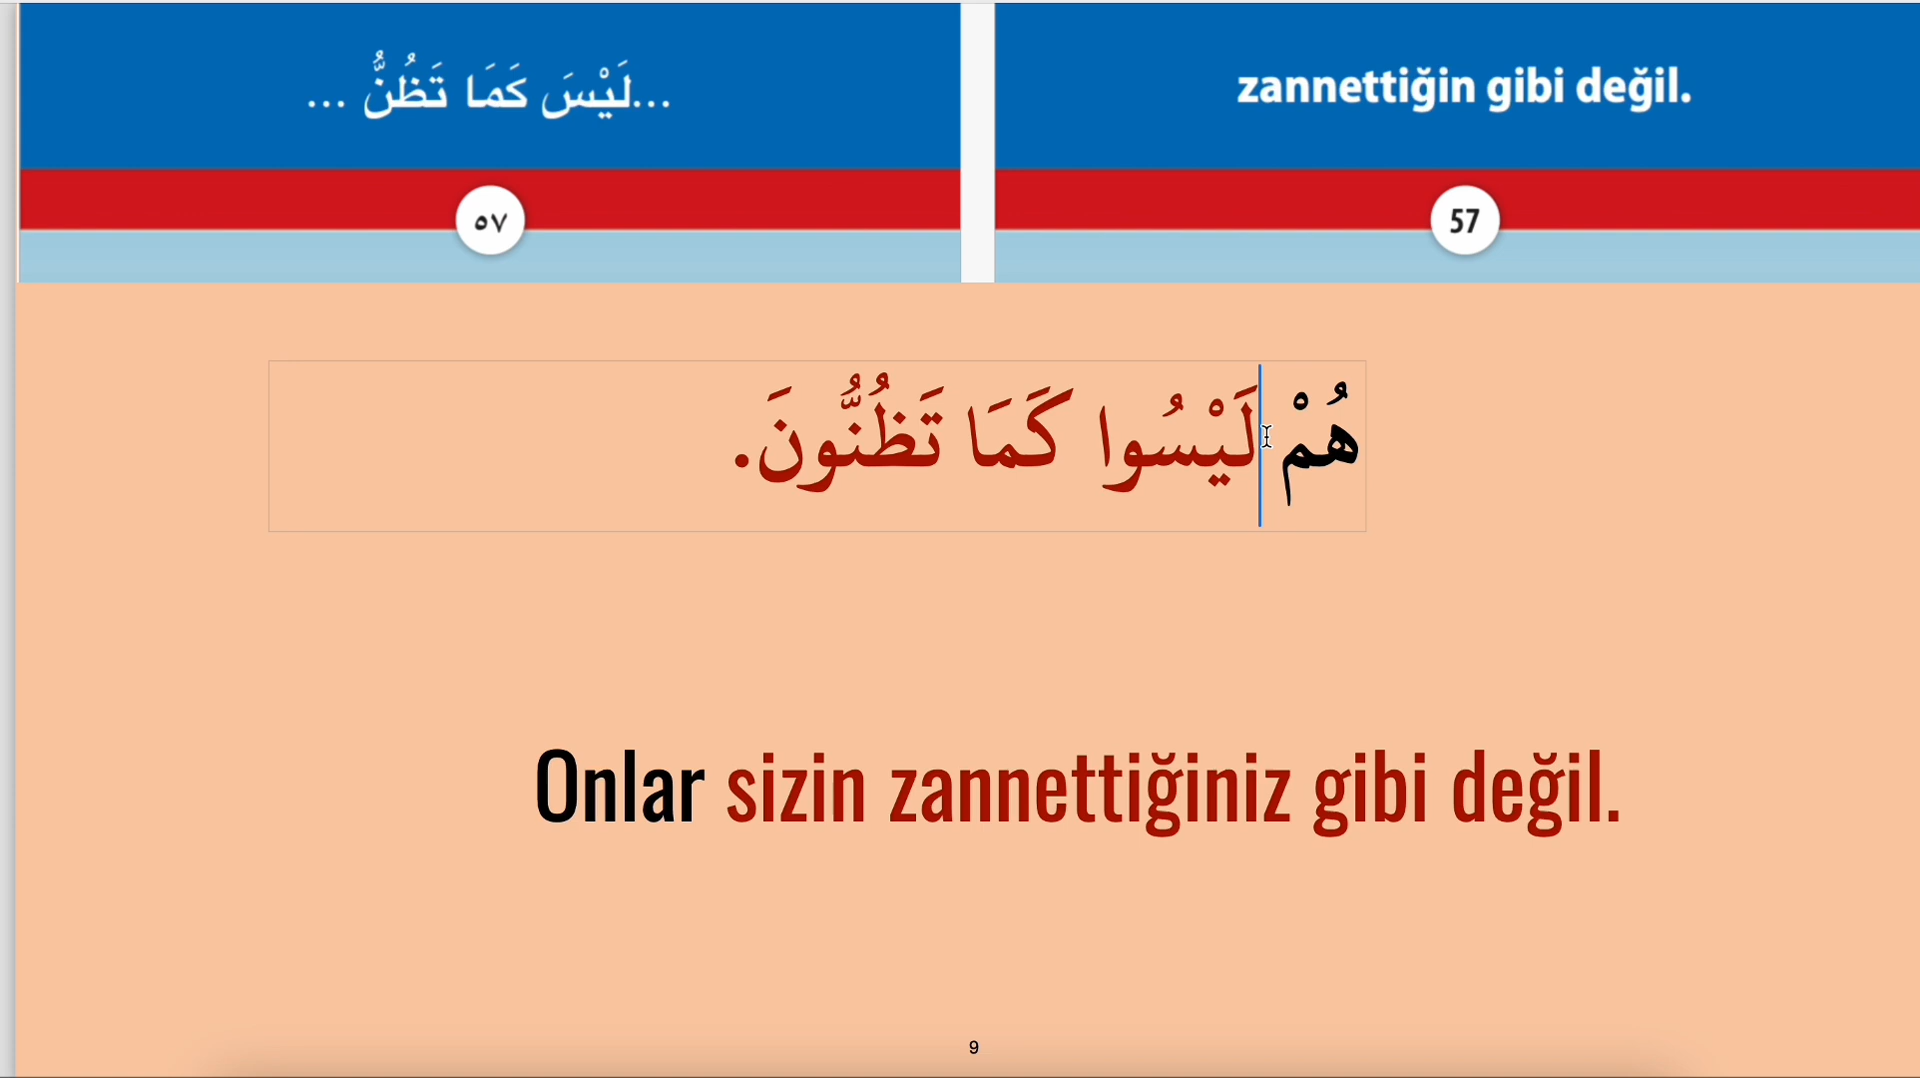 ...لَيْسَ كَمَا تَظُنُّ ...
zannettiğin gibi değil.
٥٧
57
هُمْ لَيْسُوا كَمَا تَظُنُّونَ.
Onlar sizin zannettiğiniz gibi değil.
9